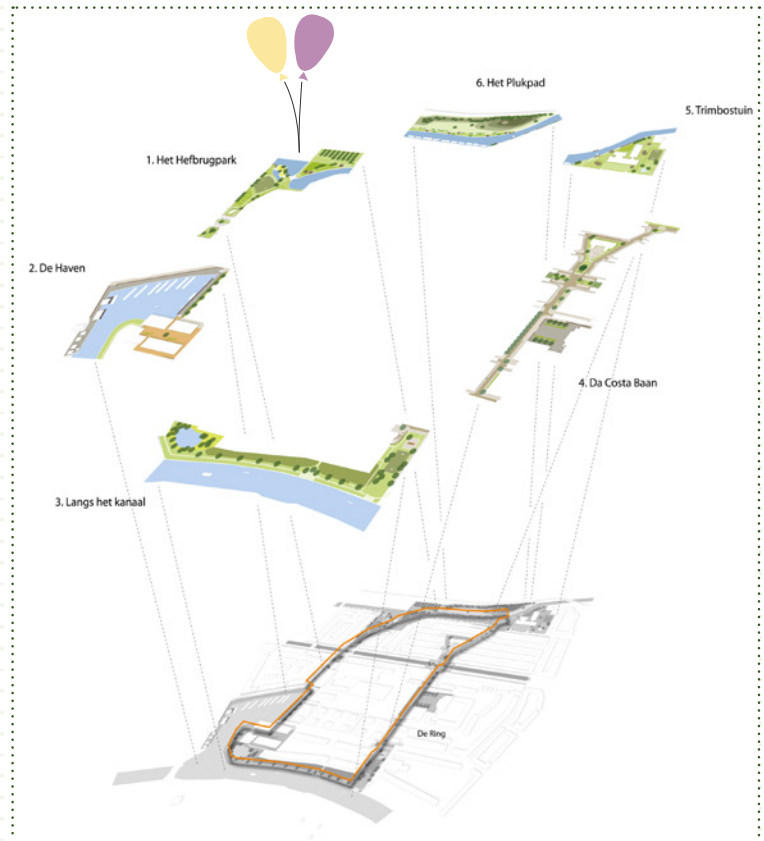 6. Het Plukpad
5. Trimbostuin
1. Het Hefbrugpark
2. De Haven
4. Da Costa Baan
3. Langs het kanaal
De Ring